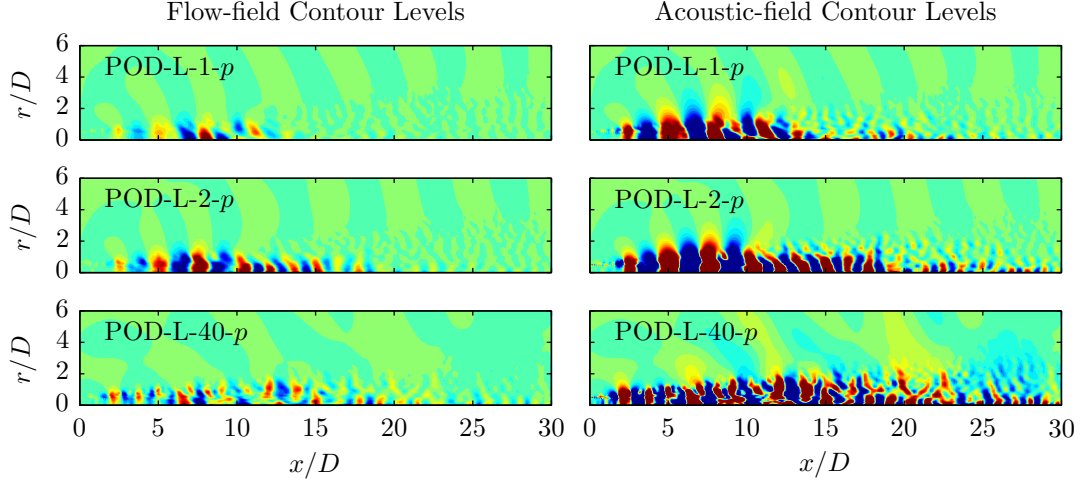 Flow-field Contour Levels
Acoustic-field Contour Levels
r/D
6
4
2
0
POD-L-1-p
POD-L-1-p
r/D
6
4
2
0
POD-L-2-p
POD-L-2-p
r/D
6
4
2
0
POD-L-40-p
POD-L-40-p
0 5 10 15 20 25 30
0 5 10 15 20 25 30
x/D
x/D